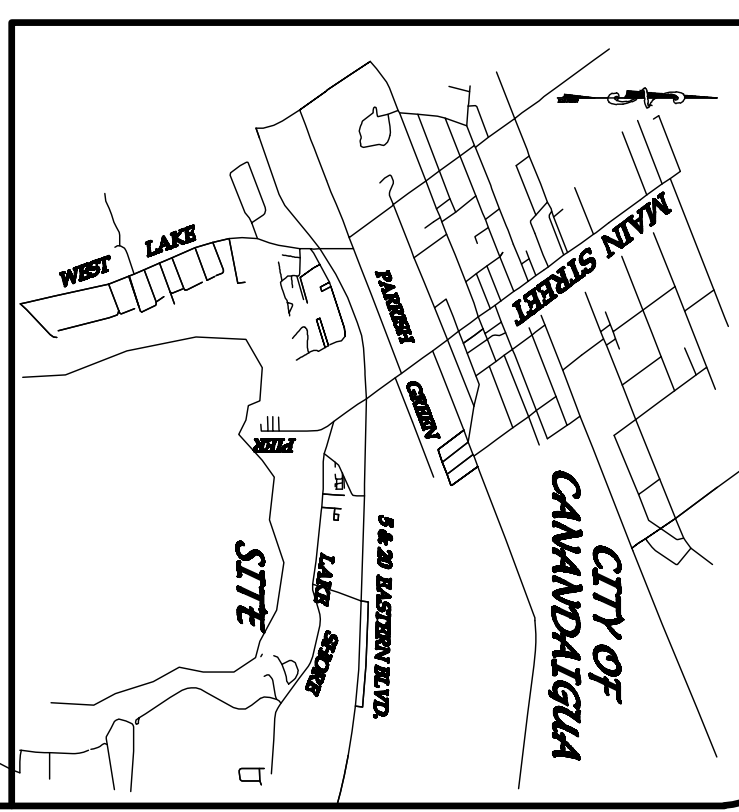 MAIN STREET
WEST LAKE
PARRISH
GREEN
PIER
CITY OF
CANANDAIGUA
5 & 20 EASTERN BLVD.
LAKE SHORE
SITE